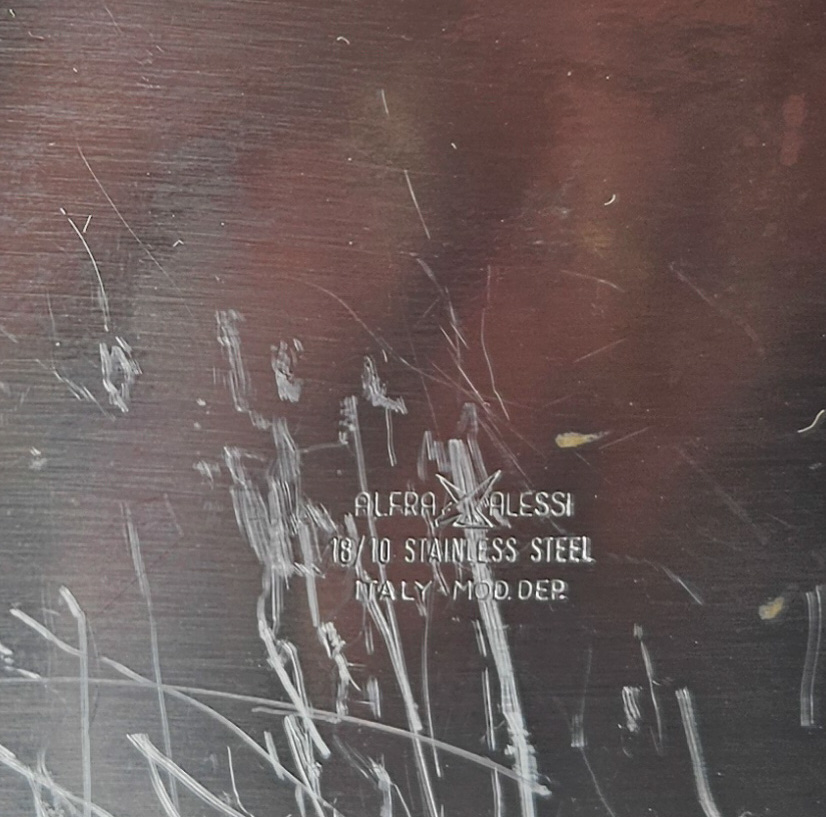 ALFRA ALESSI
18/10 STAINLESS STEEL
ITALY MOD. DEP.